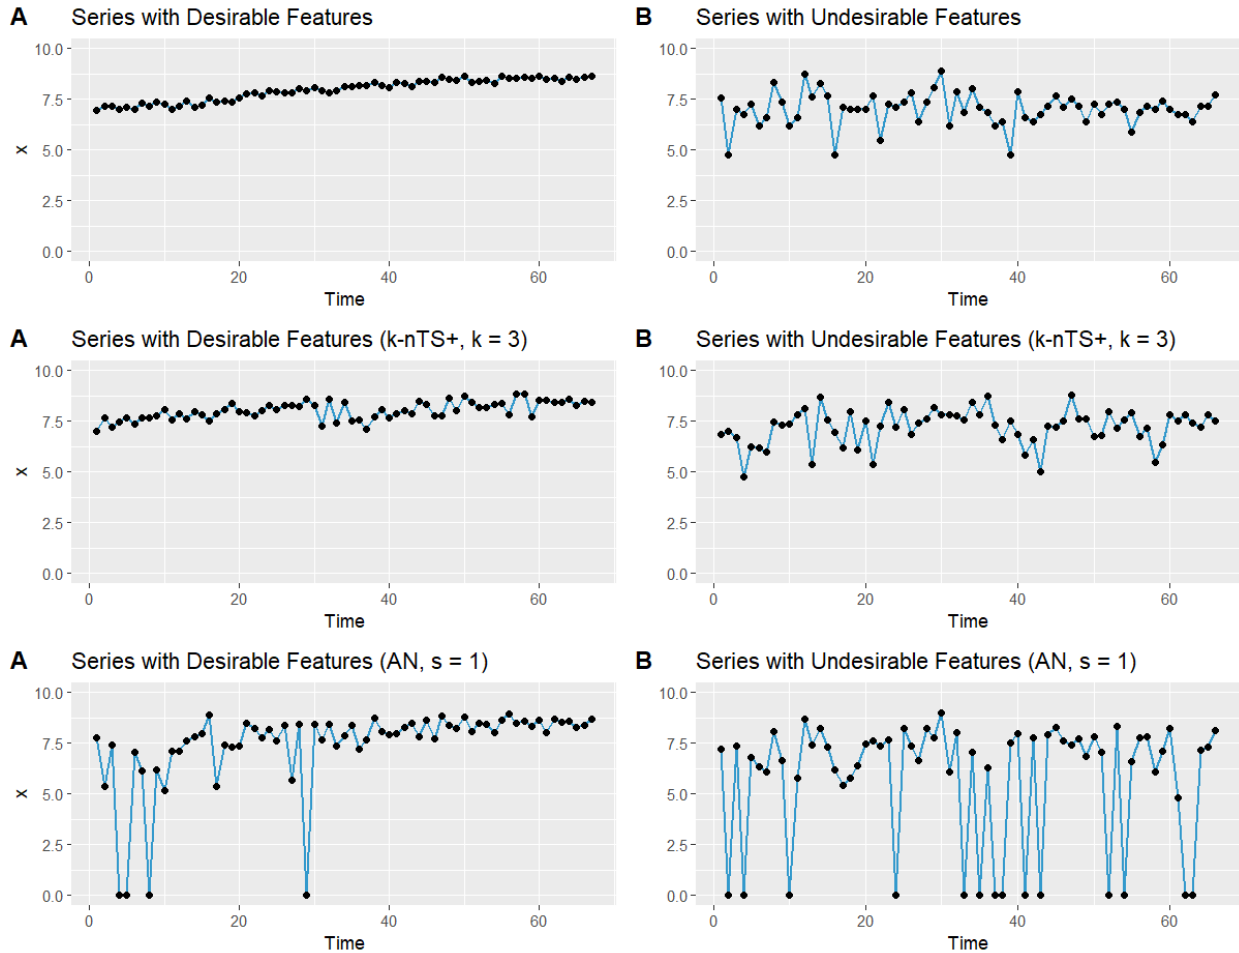 A Series with Desirable Features
B Series with Undesirable Features
10.0
7.5
5.0
2.5
0.0
x
0 20 40 60
Time
10.0
7.5
5.0
2.5
0.0
0 20 40 60
Time
A Series with Desirable Features (k-nTS+, k = 3)
B Series with Undesirable Features (k-nTS+, k = 3)
10.0
7.5
5.0
2.5
0.0
x
0 20 40 60
Time
10.0
7.5
5.0
2.5
0.0
0 20 40 60
Time
A Series with Desirable Features (AN, s = 1)
B Series with Undesirable Features (AN, s = 1)
10.0
7.5
5.0
2.5
0.0
x
0 20 40 60
Time
10.0
7.5
5.0
2.5
0.0
0 20 40 60
Time